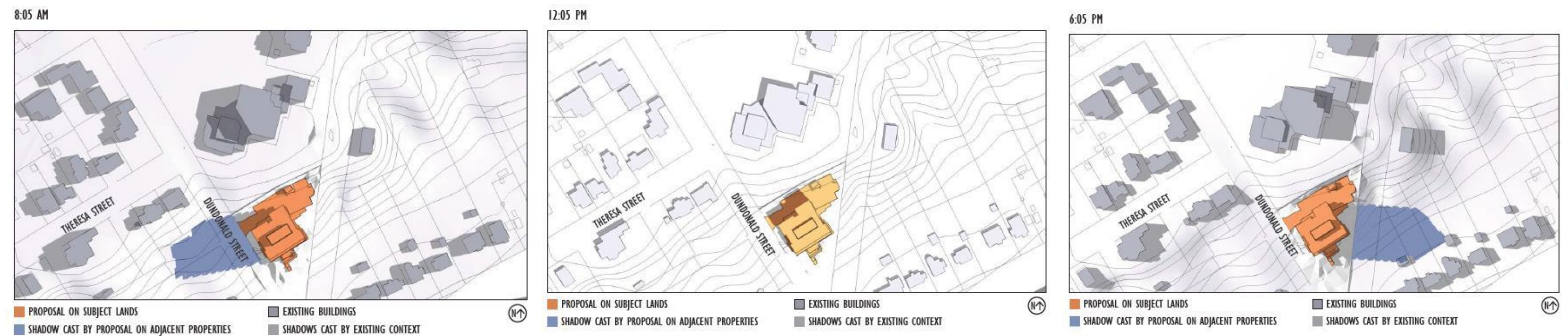 8:05 AM
THERESA STREET
DUNDONALD STREET
PROPOSAL ON SUBJECT LANDS
EXISTING BUILDINGS
SHADOW CAST BY PROPOSAL ON ADJACENT PROPERTIES
SHADOWS CAST BY EXISTING CONTEXT
N
12:05 PM
THERESA STREET
DUNDONALD STREET
PROPOSAL ON SUBJECT LANDS
EXISTING BUILDINGS
SHADOW CAST BY PROPOSAL ON ADJACENT PROPERTIES
SHADOWS CAST BY EXISTING CONTEXT
N
6:05 PM
THERESA STREET
DUNDONALD STREET
PROPOSAL ON SUBJECT LANDS
EXISTING BUILDINGS
SHADOW CAST BY PROPOSAL ON ADJACENT PROPERTIES
SHADOWS CAST BY EXISTING CONTEXT
N